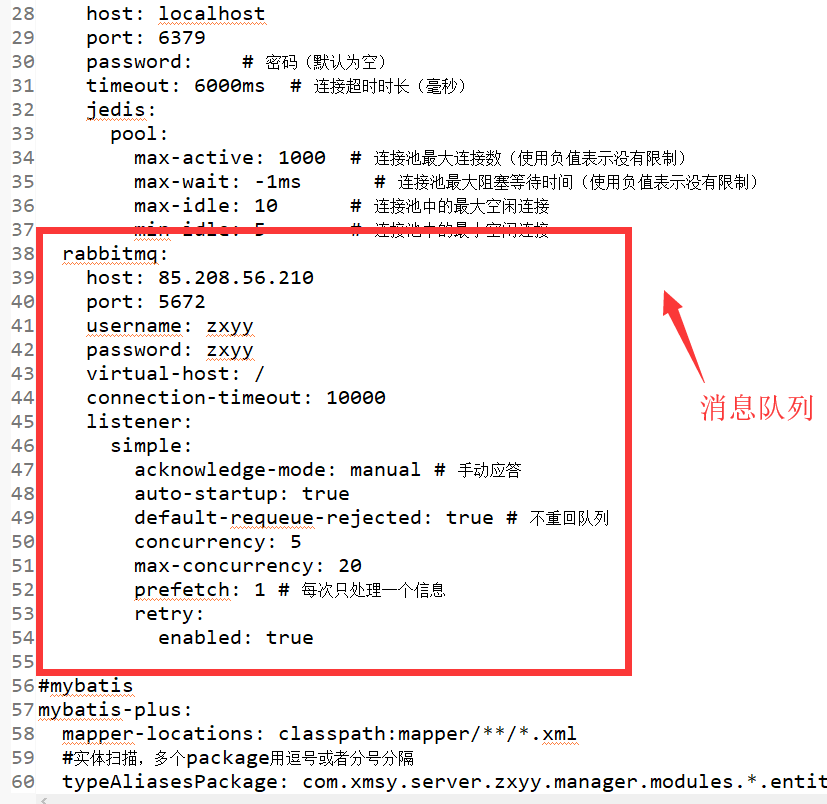 28 host: localhost
29 port: 6379
30 password: # 密码（默认为空）
31 timeout: 6000ms # 连接超时时长（毫秒）
32 jedis:
33 pool:
34 max-active: 1000 # 连接池最大连接数（使用负值表示没有限制）
35 max-wait: -1ms # 连接池最大阻塞等待时间（使用负值表示没有限制）
36 max-idle: 10 # 连接池中的最大空闲连接
37 min-idle: 5 # 连接池中的最小空闲连接
38 rabbitmq:
39 host: 85.208.56.210
40 port: 5672
41 username: zxyy
42 password: zxyy
43 virtual-host: /
44 connection-timeout: 10000
45 listener:
46 simple:
47 acknowledge-mode: manual # 手动应答
48 auto-startup: true
49 default-requeue-rejected: true # 不重回队列
50 concurrency: 5
51 max-concurrency: 20
52 prefetch: 1 # 每次只处理一个信息
53 retry:
54 enabled: true
55
消息队列
56 #mybatis
57 mybatis-plus:
58 mapper-locations: classpath:mapper/**/*.xml
59 #实体扫描，多个package用逗号或者分号分隔
60 typeAliasesPackage: com.xmsy.server.zxyy.manager.modules.*.entit